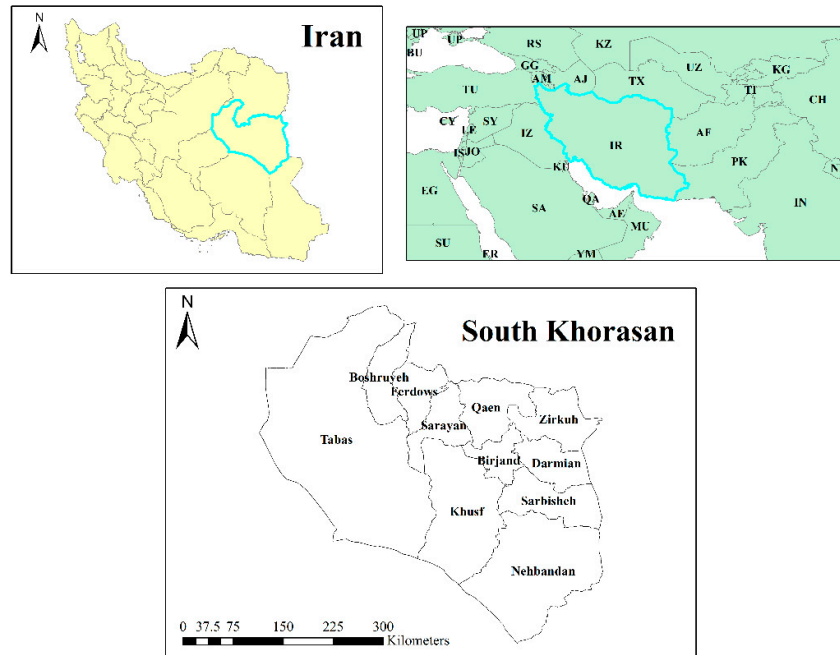 N
Iran
UP
UP
BU
RS
KZ
GG
AM
AJ
TX
UZ
KG
TI
TU
CH
CY
SY
LE
IS
JO
IZ
IR
AF
PK
KU
EG
SA
QA
AE
MU
IN
SU
ER
YM
N
N
South Khorasan
Boshruyeh
Ferdows
Qaen
Sarayan
Zirkuh
Tabas
Birjand
Darmian
Khusf
Sarbisheh
Nehbandan
0 37.5 75 150 225 300
Kilometers